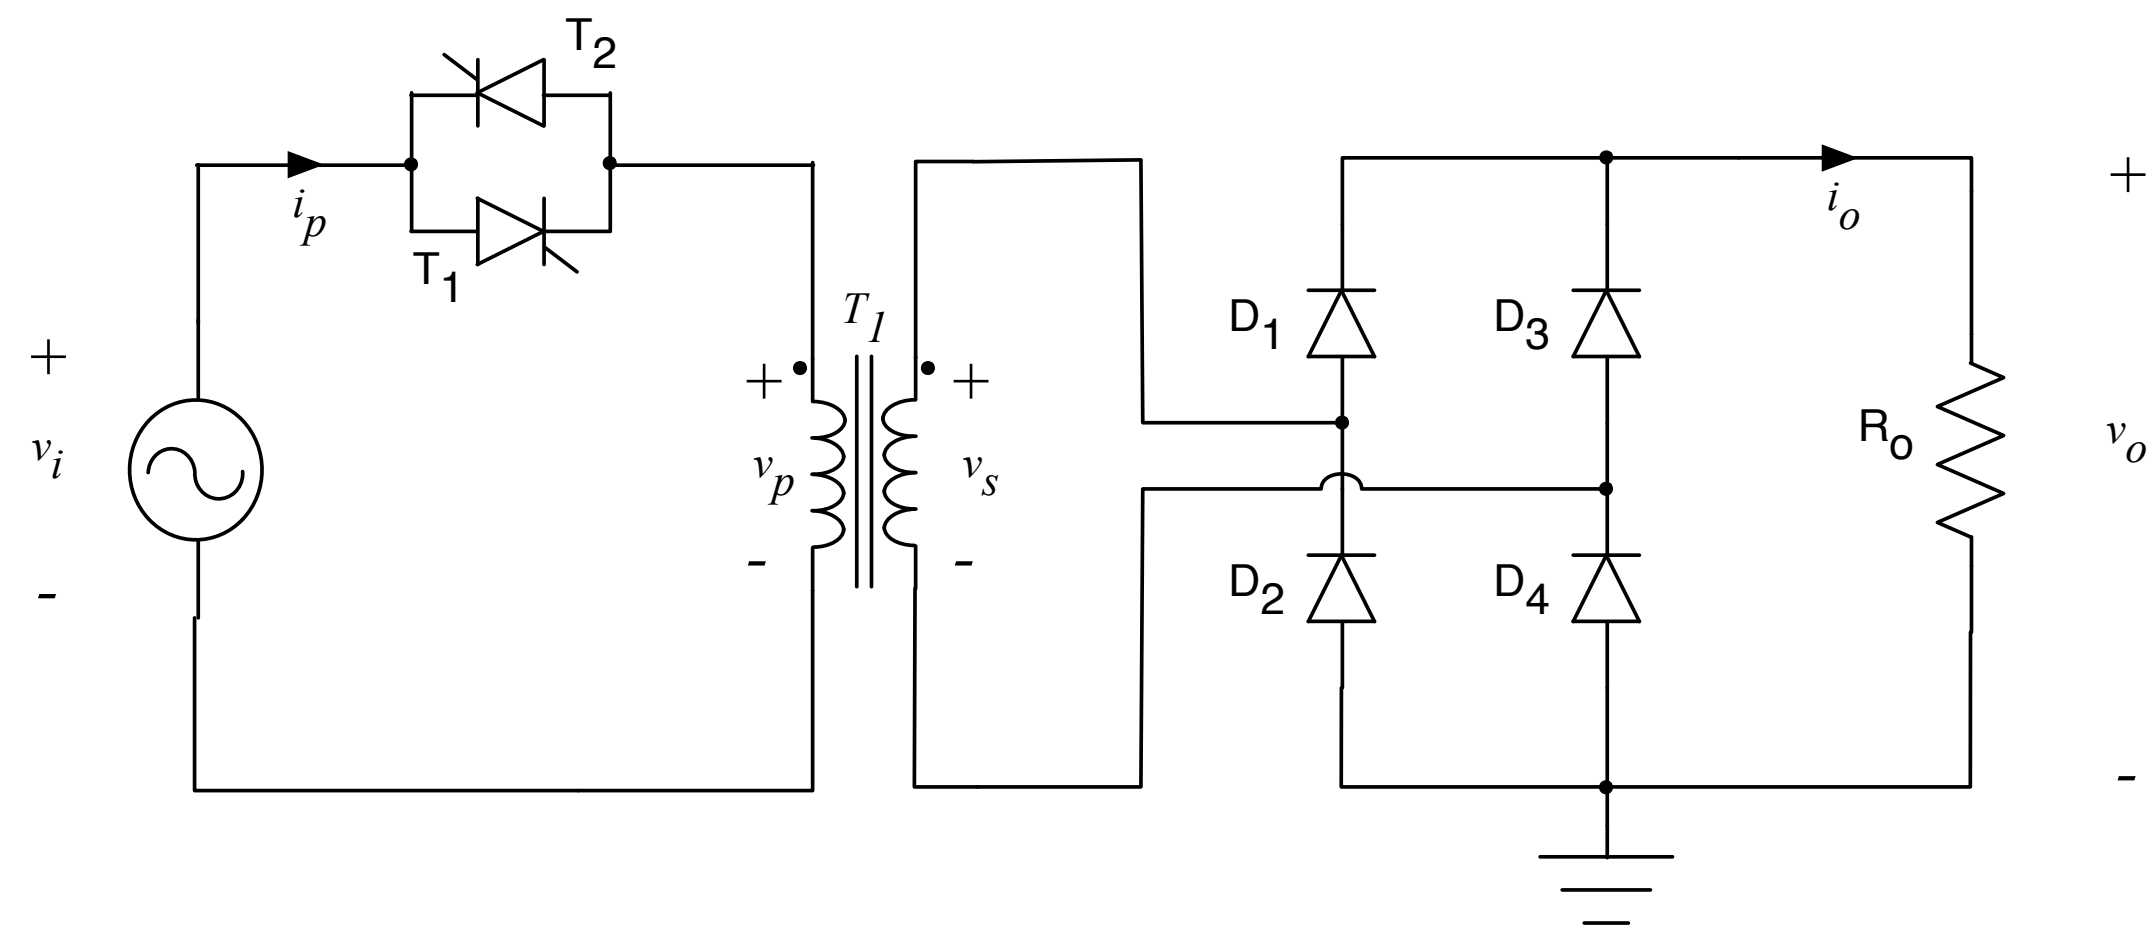 T2
ip
T1
T1
+
vi
-
+
vp
-
+
vs
-
D1
D3
D2
D4
io
Ro
+
vo
-